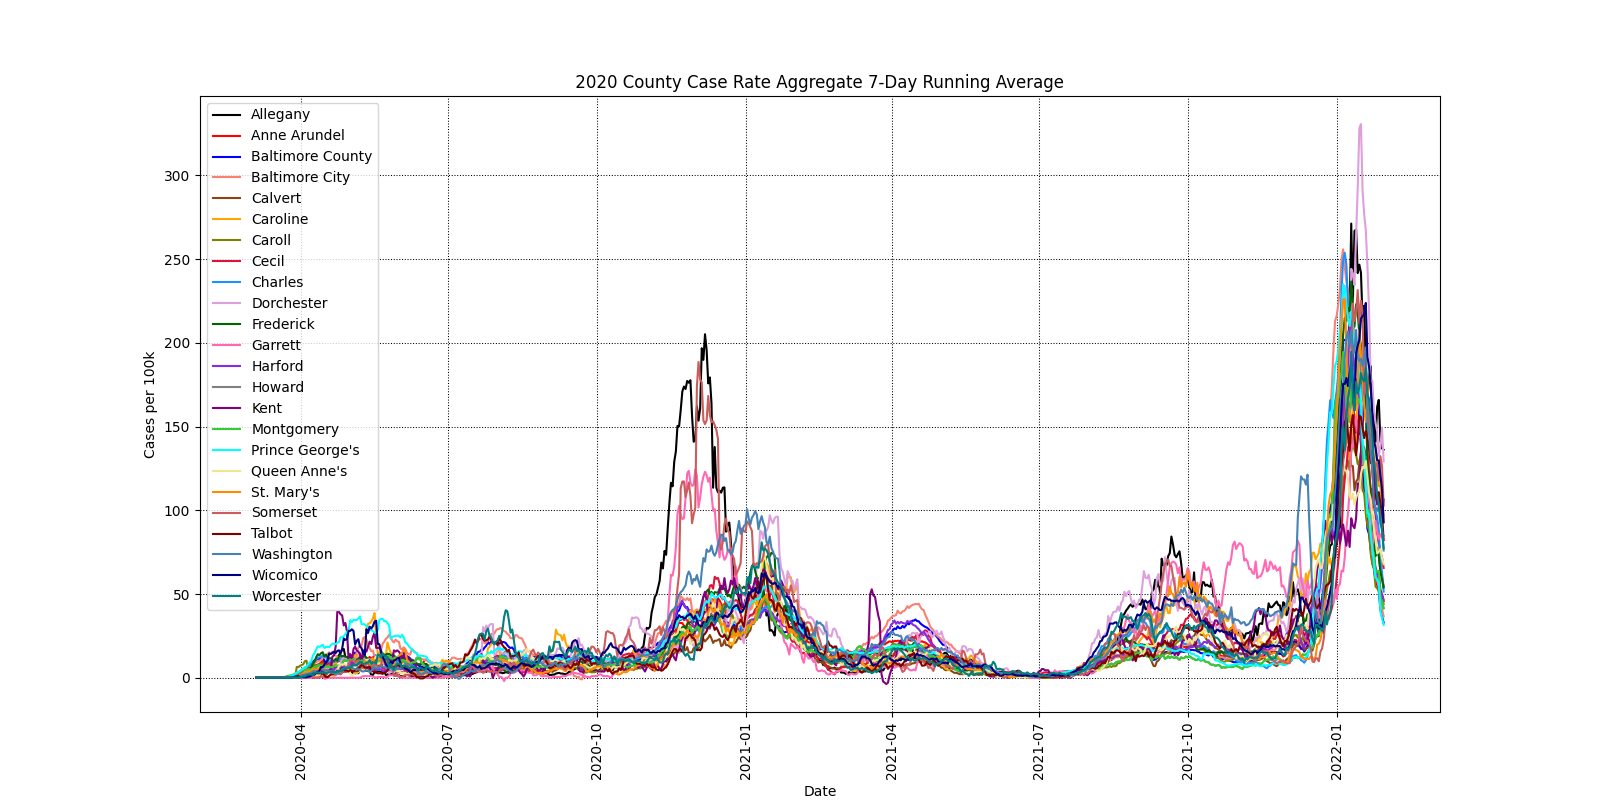 2020 County Case Rate Aggregate 7-Day Running Average
Cases per 100k
300
250
200
150
100
50
0
Allegany
Anne Arundel
Baltimore County
Baltimore City
Calvert
Caroline
Caroll
Cecil
Charles
Dorchester
Frederick
Garrett
Harford
Howard
Kent
Montgomery
Prince George's
Queen Anne's
St. Mary's
Somerset
Talbot
Washington
Wicomico
Worcester
2020-04
2020-07
2020-10
2021-01
2021-04
2021-07
2021-10
2022-01
Date